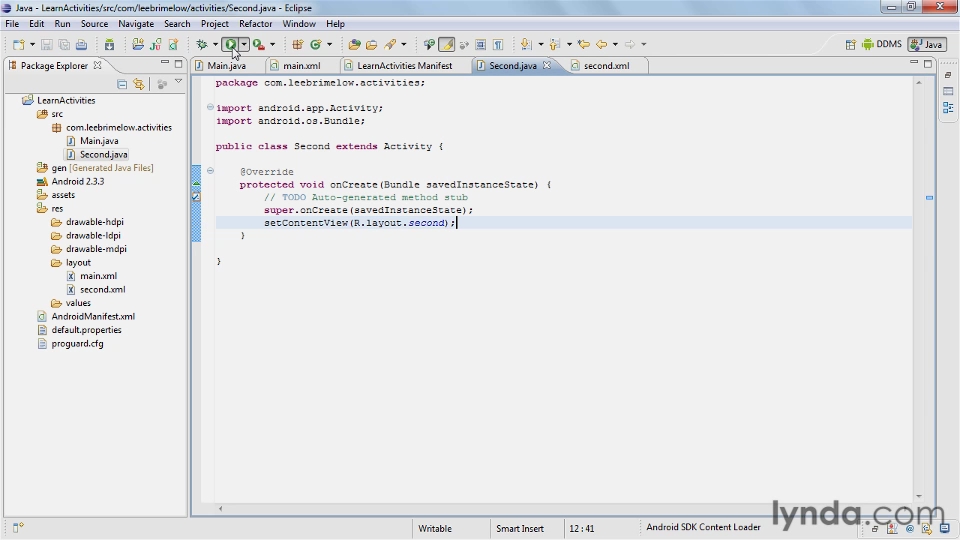 Java - LearnActivities/src/com/leebrimelow/activities/Second.java - Eclipse
File Edit Run Source Navigate Search Project Refactor Window Help
DDMS Java
Package Explorer
Main.java main.xml LearnActivities Manifest Second.java second.xml
LearnActivities
src
com.leebrimelow.activities
Main.java
Second.java
gen [Generated Java Files]
Android 2.3.3
assets
res
drawable-hdpi
drawable-ldpi
drawable-mdpi
layout
main.xml
second.xml
values
AndroidManifest.xml
default.properties
proguard.cfg
package com.leebrimelow.activities;
import android.app.Activity;
import android.os.Bundle;
public class Second extends Activity {
@Override
protected void onCreate(Bundle savedInstanceState) {
// TODO Auto-generated method stub
super.onCreate(savedInstanceState);
setContentView(R.layout.second);
}
}
Writable Smart Insert 12 : 41 Android SDK Content Loader
lynda.com